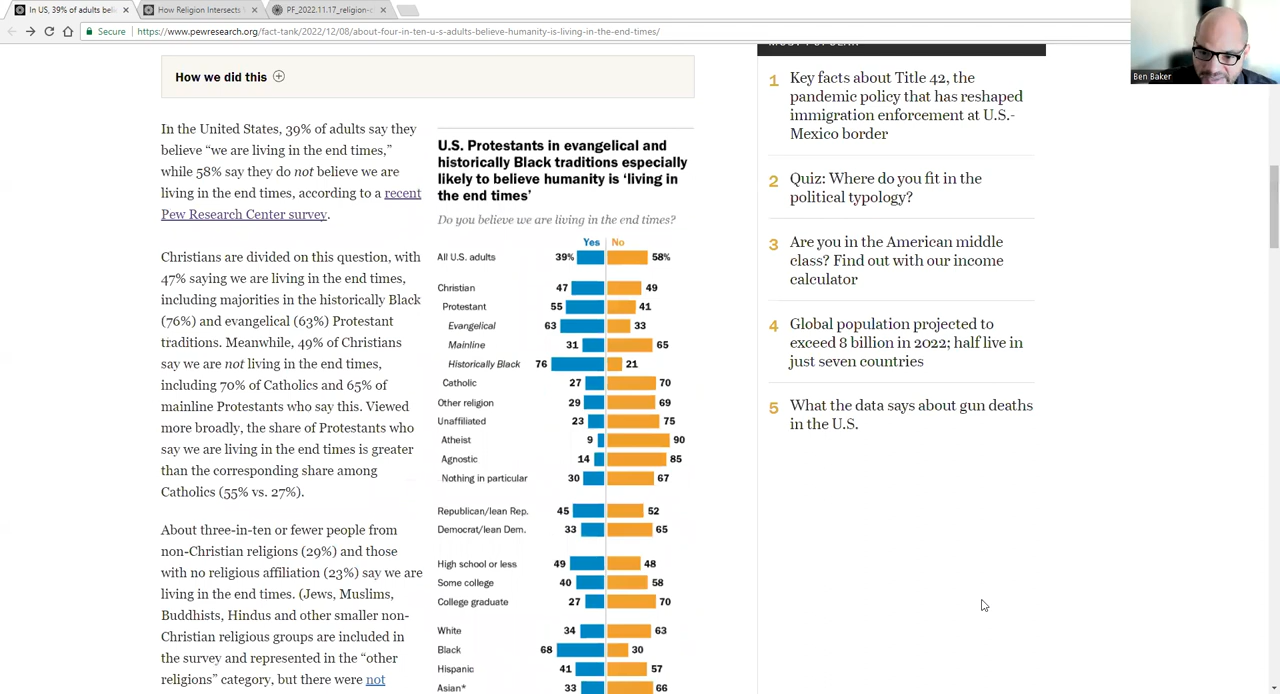 In US, 39% of adults beli
How Religion Intersects W
PF_2022.11.17_religion-c
Secure
https://www.pewresearch.org/fact-tank/2022/12/08/about-four-in-ten-u-s-adults-believe-humanity-is-living-in-the-end-times/
Ben Baker
How we did this
In the United States, 39% of adults say they
believe “we are living in the end times,”
while 58% say they do not believe we are
living in the end times, according to a recent
Pew Research Center survey.
Christians are divided on this question, with
47% saying we are living in the end times,
including majorities in the historically Black
(76%) and evangelical (63%) Protestant
traditions. Meanwhile, 49% of Christians
say we are not living in the end times,
including 70% of Catholics and 65% of
mainline Protestants who say this. Viewed
more broadly, the share of Protestants who
say we are living in the end times is greater
than the corresponding share among
Catholics (55% vs. 27%).
About three-in-ten or fewer people from
non-Christian religions (29%) and those
with no religious affiliation (23%) say we are
living in the end times. (Jews, Muslims,
Buddhists, Hindus and other smaller non-
Christian religious groups are included in
the survey and represented in the “other
religions” category, but there were not
U.S. Protestants in evangelical and
historically Black traditions especially
likely to believe humanity is ‘living in
the end times’
Do you believe we are living in the end times?
Yes No
All U.S. adults 39% 58%
Christian 47 49
Protestant 55 41
Evangelical 63 33
Mainline 31 65
Historically Black 76 21
Catholic 27 70
Other religion 29 69
Unaffiliated 23 75
Atheist 9 90
Agnostic 14 85
Nothing in particular 30 67
Republican/lean Rep. 45 52
Democrat/lean Dem. 33 65
High school or less 49 48
Some college 40 58
College graduate 27 70
White 34 63
Black 68 30
Hispanic 41 57
Asian* 33 66
MOST POPULAR
1 Key facts about Title 42, the
pandemic policy that has reshaped
immigration enforcement at U.S.-
Mexico border
2 Quiz: Where do you fit in the
political typology?
3 Are you in the American middle
class? Find out with our income
calculator
4 Global population projected to
exceed 8 billion in 2022; half live in
just seven countries
5 What the data says about gun deaths
in the U.S.